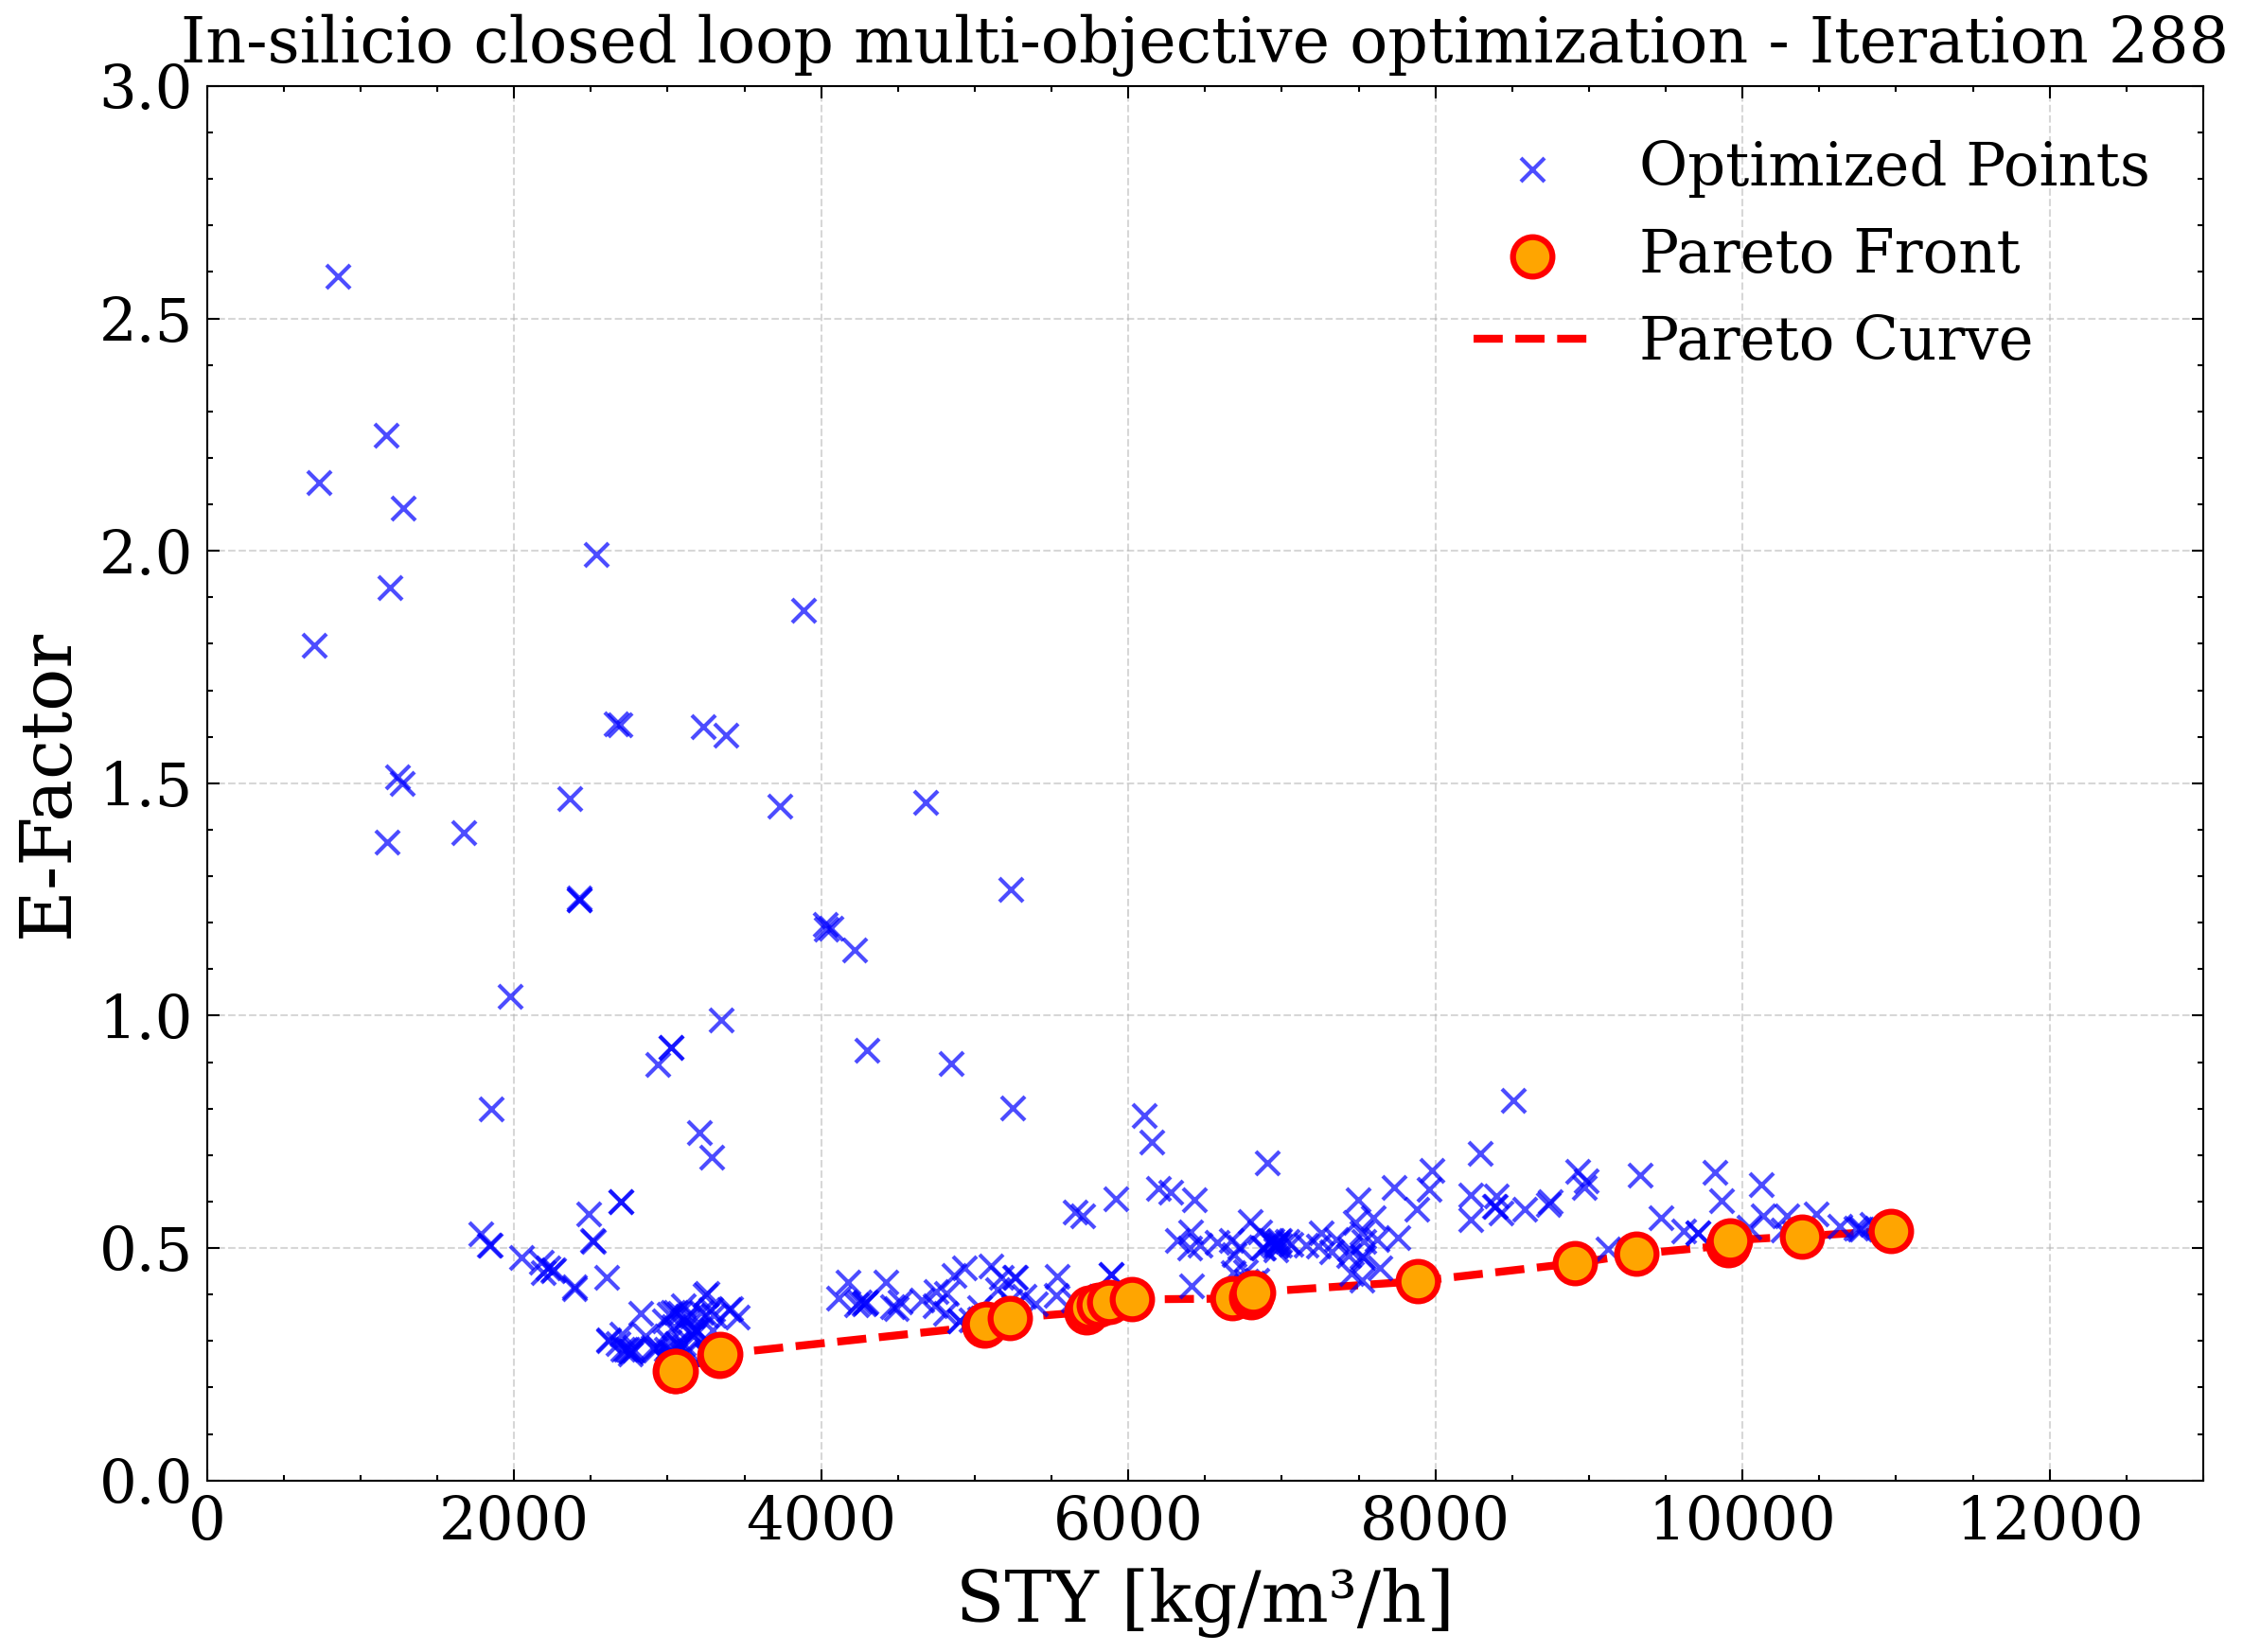 In-silicio closed loop multi-objective optimization - Iteration 288
3.0
2.5
2.0
1.5
1.0
0.5
0.0
E-Factor
Optimized Points
Pareto Front
Pareto Curve
0 2000 4000 6000 8000 10000 12000
STY [kg/m³/h]